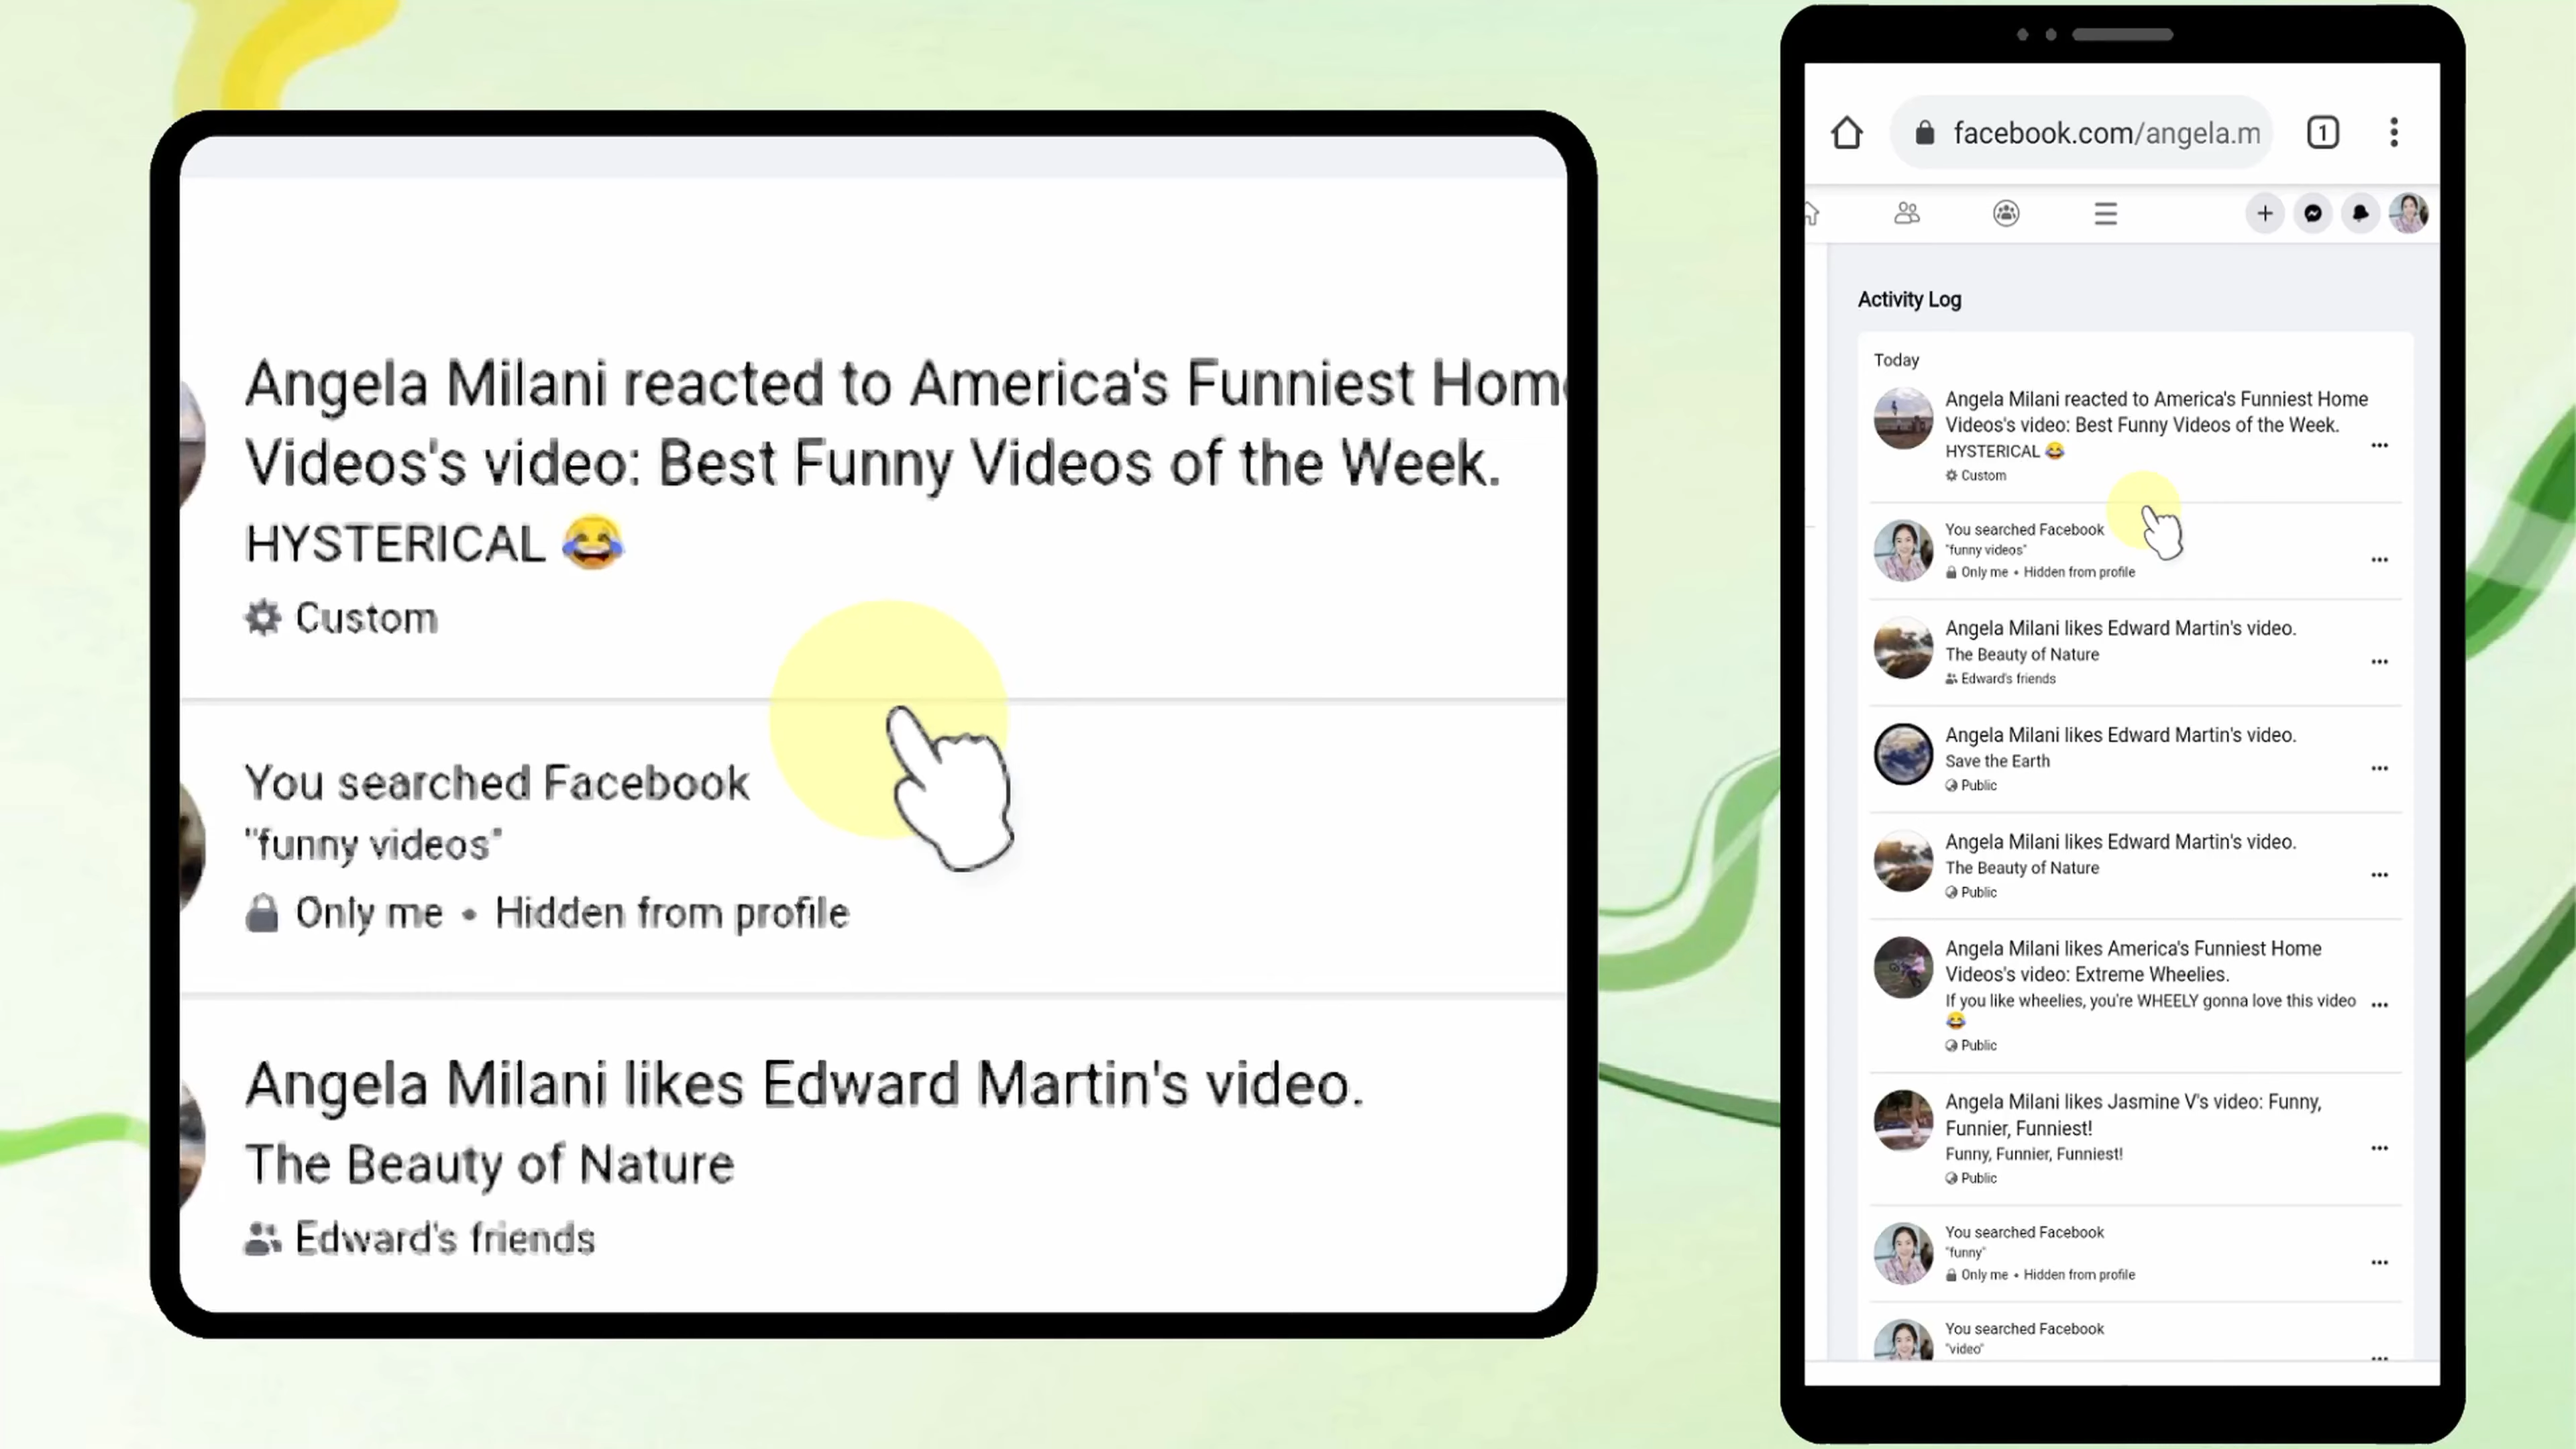 Angela Milani reacted to America's Funniest Hom
Videos's video: Best Funny Videos of the Week.
HYSTERICAL 😂
Custom
You searched Facebook
"funny videos"
Only me • Hidden from profile
Angela Milani likes Edward Martin's video.
The Beauty of Nature
Edward's friends
facebook.com/angela.m
1
Activity Log
Today
Angela Milani reacted to America's Funniest Home
Videos's video: Best Funny Videos of the Week.
HYSTERICAL 😂
Custom
You searched Facebook
"funny videos"
Only me • Hidden from profile
Angela Milani likes Edward Martin's video.
The Beauty of Nature
Edward's friends
Angela Milani likes Edward Martin's video.
Save the Earth
Public
Angela Milani likes Edward Martin's video.
The Beauty of Nature
Public
Angela Milani likes America's Funniest Home
Videos's video: Extreme Wheelies.
If you like wheelies, you're WHEELY gonna love this video
😂
Public
Angela Milani likes Jasmine V's video: Funny,
Funnier, Funniest!
Funny, Funnier, Funniest!
Public
You searched Facebook
"funny"
Only me • Hidden from profile
You searched Facebook
"video"